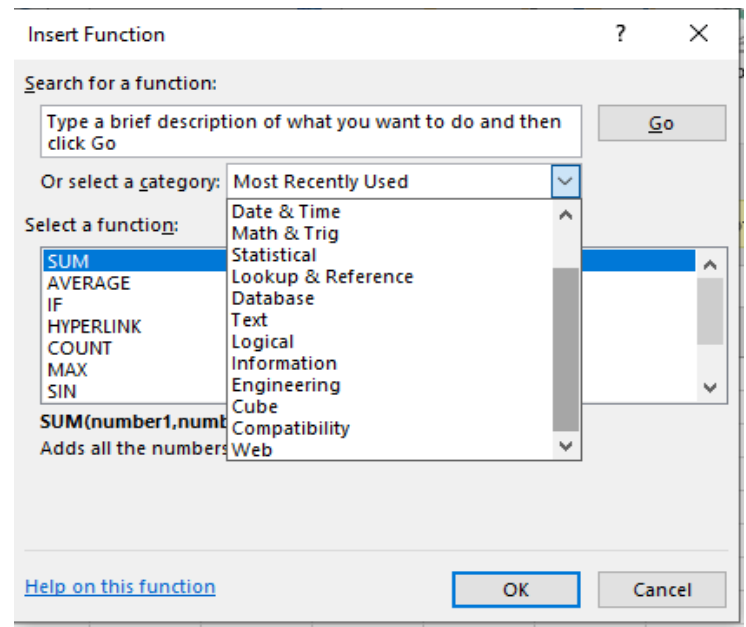 Insert Function
?
Search for a function:
Type a brief description of what you want to do and then
click Go
Go
Or select a category:
Most Recently Used
Date & Time
Math & Trig
Statistical
Lookup & Reference
Database
Text
Logical
Information
Engineering
Cube
Compatibility
Web
Select a function:
SUM
AVERAGE
IF
HYPERLINK
COUNT
MAX
SIN
SUM(number1,num
Adds all the numbers
Help on this function
OK
Cancel